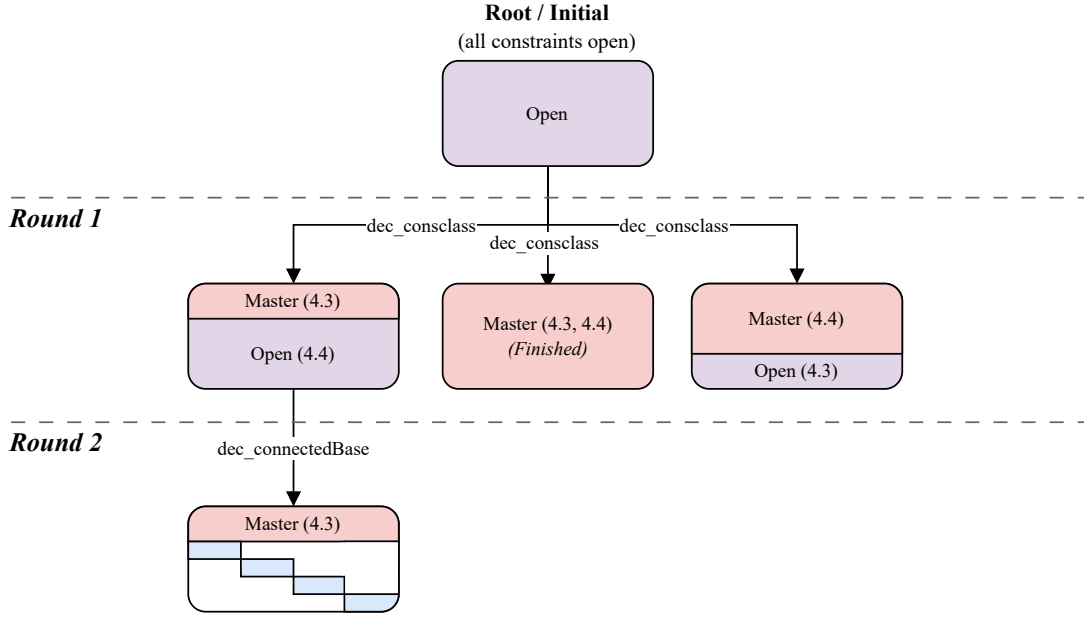 Root / Initial
(all constraints open)
Open
Round 1
dec_consclass
dec_consclass
dec_consclass
Master (4.3)
Open (4.4)
Master (4.3, 4.4)
(Finished)
Master (4.4)
Open (4.3)
Round 2
dec_connectedBase
Master (4.3)